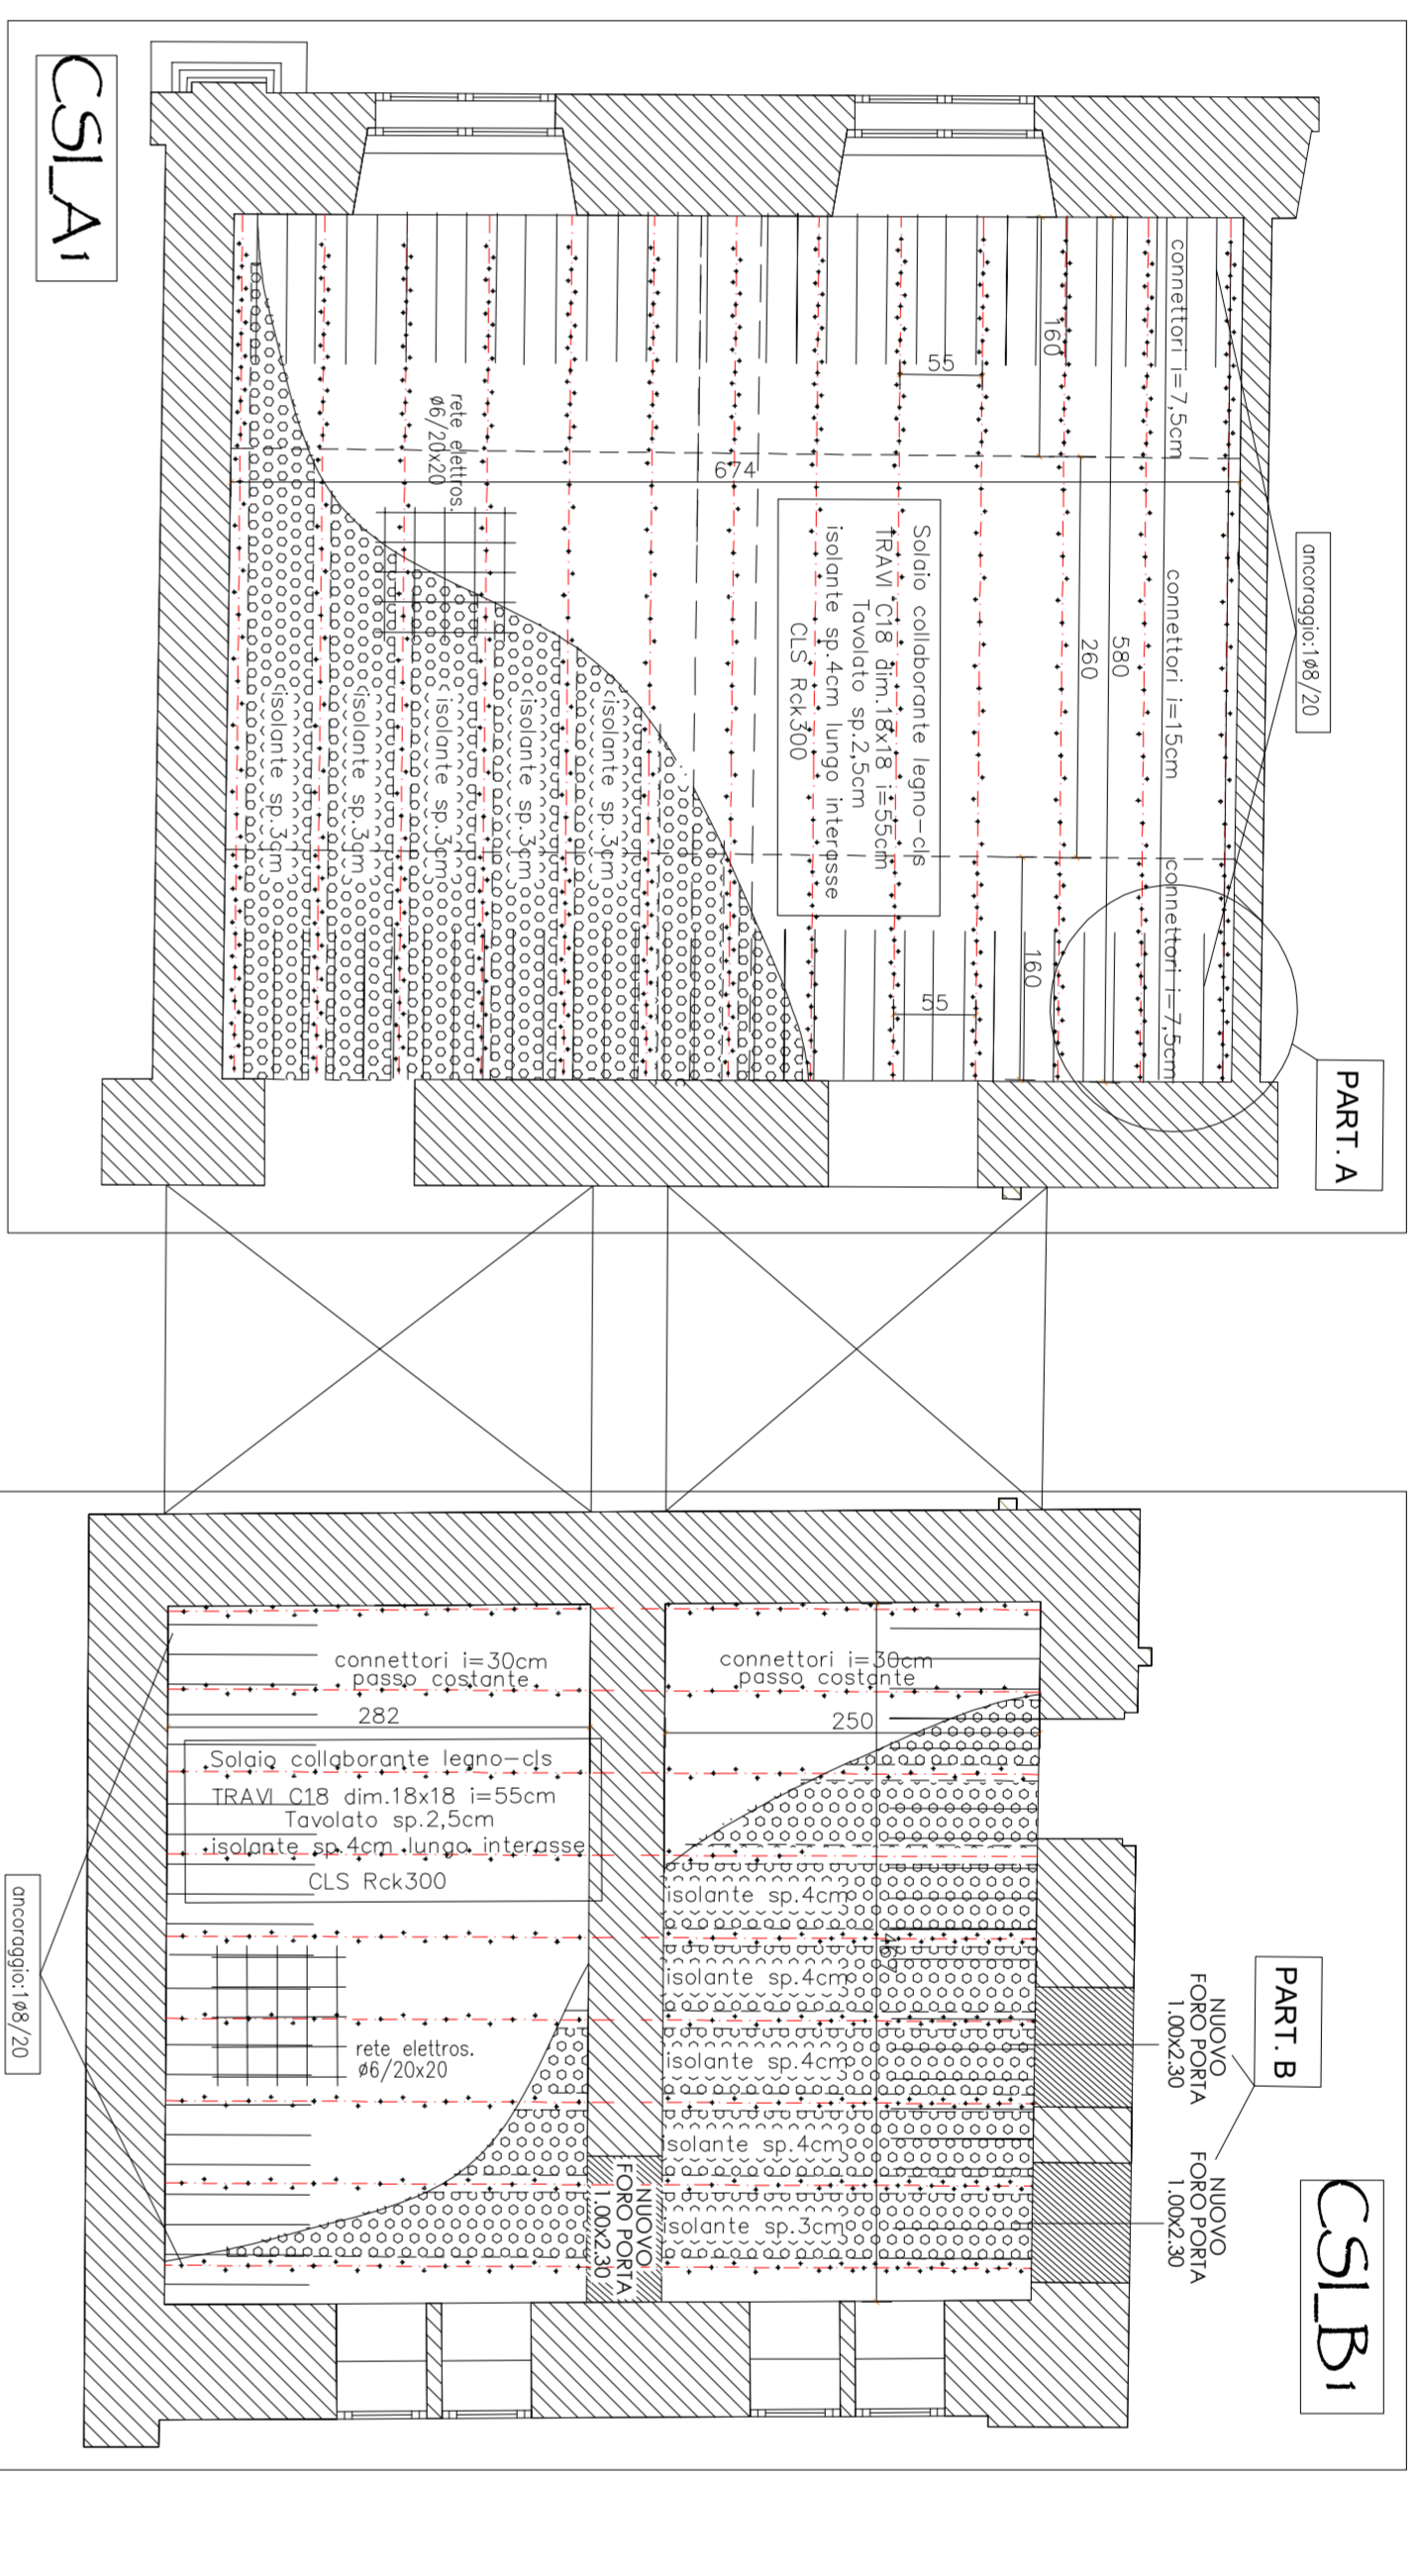 CSI_A1
connettori i=7,5cm
connettori i=15cm
connettori i=7,5cm
160
580
260
160
55
55
674
ancoraggio:1ø8/20
PART. A
rete elettros.
ø6/20x20
Solaio collaborante legno-cls
TRAVI C18 dim.18x18 i=55cm
Tavolato sp.2,5cm
isolante sp.4cm lungo interasse
CLS Rck300
isolante sp.3cm
isolante sp.3cm
isolante sp.3cm
isolante sp.3cm
isolante sp.3cm
CSI_B1
PART. B
NUOVO
FORO PORTA
1.00x2.30
NUOVO
FORO PORTA
1.00x2.30
connettori i=30cm
passo costante
282
connettori i=30cm
passo costante
250
467
Solaio collaborante legno-cls
TRAVI C18 dim.18x18 i=55cm
Tavolato sp.2,5cm
isolante sp.4cm lungo interasse
CLS Rck300
rete elettros.
ø6/20x20
isolante sp.4cm
isolante sp.4cm
isolante sp.4cm
isolante sp.4cm
isolante sp.3cm
NUOVO
FORO PORTA
1.00x2.30
ancoraggio:1ø8/20